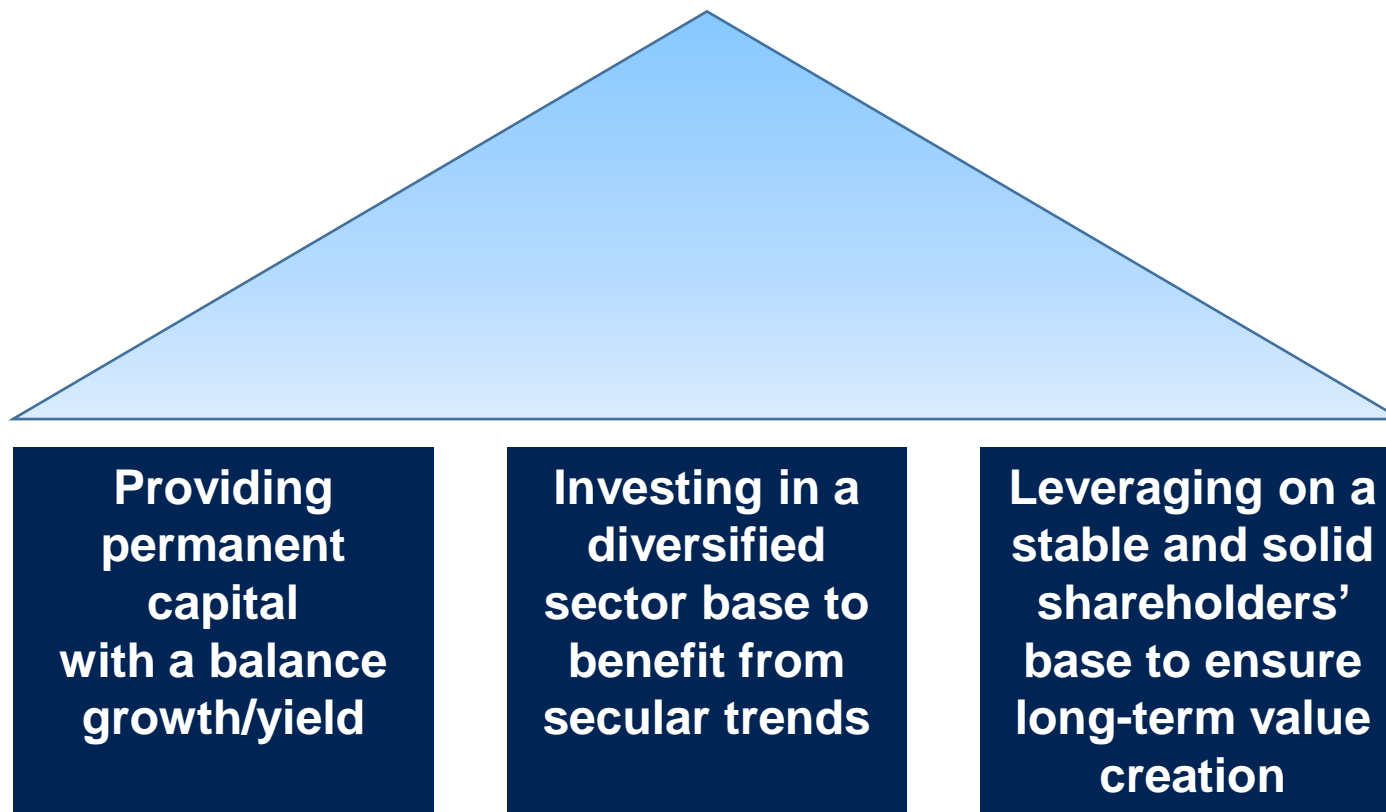 Providing
permanent
capital
with a balance
growth/yield
Investing in a
diversified
sector base to
benefit from
secular trends
Leveraging on a
stable and solid
shareholders’
base to ensure
long-term value
creation